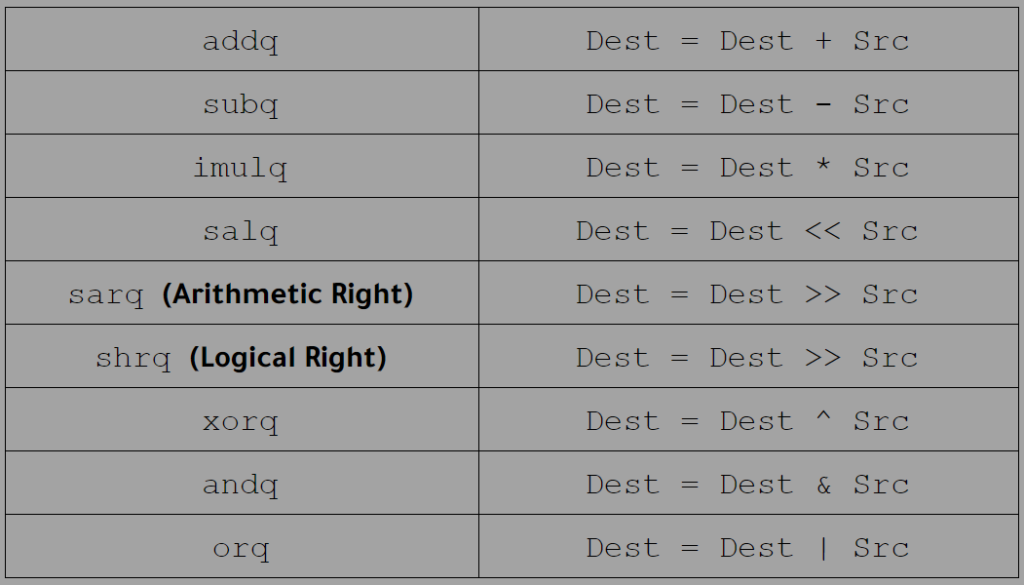 addq Dest = Dest + Src
subq Dest = Dest - Src
imulq Dest = Dest * Src
salq Dest = Dest << Src
sarq (Arithmetic Right) Dest = Dest >> Src
shrq (Logical Right) Dest = Dest >> Src
xorq Dest = Dest ^ Src
andq Dest = Dest & Src
orq Dest = Dest | Src